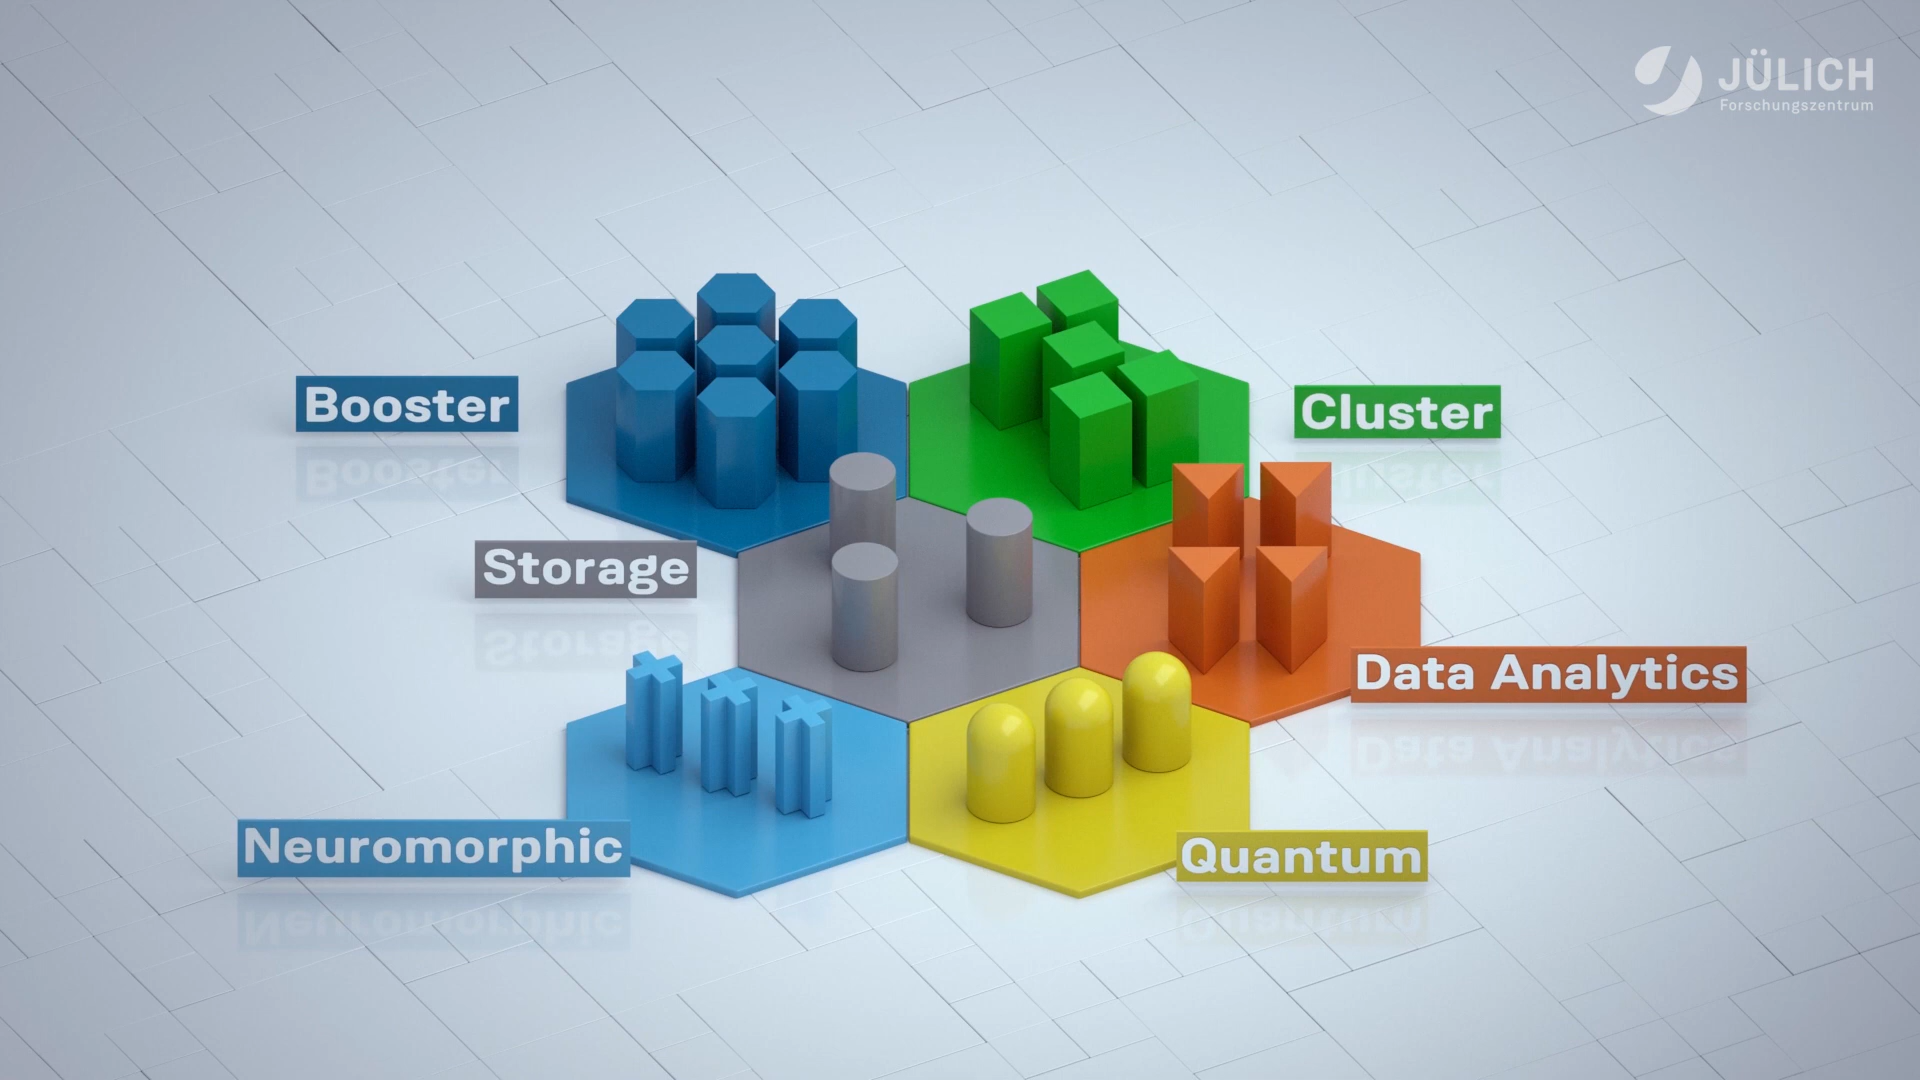 JÜLICH
Forschungszentrum
Booster
Cluster
Storage
Data Analytics
Neuromorphic
Quantum